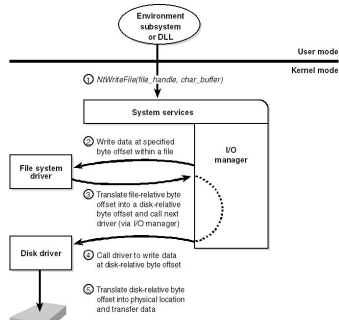 Environment
subsystem
or DLL
User mode
Kernel mode
① NtWriteFile(file_handle, char_buffer)
System services
② Write data at specified
byte offset within a file
I/O
manager
File system
driver
③ Translate file-relative byte
offset into a disk-relative
byte offset and call next
driver (via I/O manager)
Disk driver
④ Call driver to write data
at disk-relative byte offset
⑤ Translate disk-relative byte
offset into physical location
and transfer data